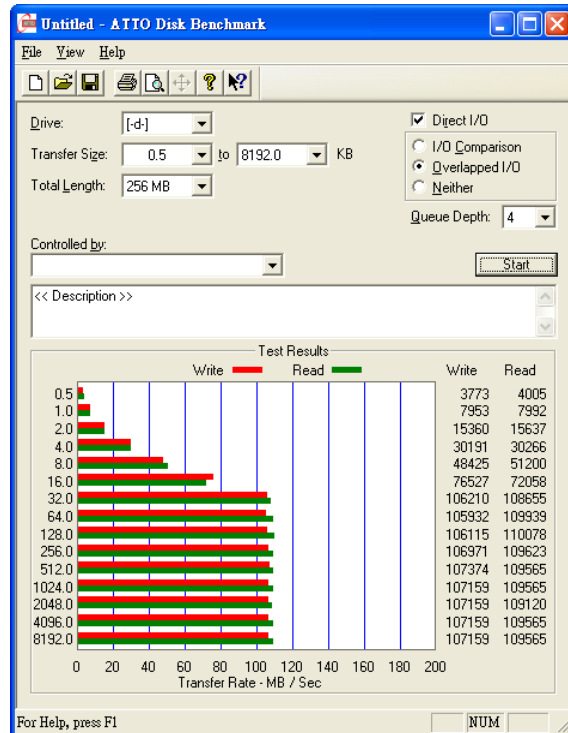 Untitled - ATTO Disk Benchmark
File View Help
Drive: [-d-] Direct I/O
Transfer Size: 0.5 to 8192.0 KB I/O Comparison
Overlapped I/O
Total Length: 256 MB Neither
Queue Depth: 4
Controlled by:
Start
<< Description >>
Test Results
Write Read Write Read
0.5 3773 4005
1.0 7953 7992
2.0 15360 15637
4.0 30191 30266
8.0 48425 51200
16.0 76527 72058
32.0 106210 108655
64.0 105932 109939
128.0 106115 110078
256.0 106971 109623
512.0 107374 109565
1024.0 107159 109565
2048.0 107159 109120
4096.0 107159 109565
8192.0 107159 109565
0 20 40 60 80 100 120 140 160 180 200
Transfer Rate - MB / Sec
For Help, press F1 NUM